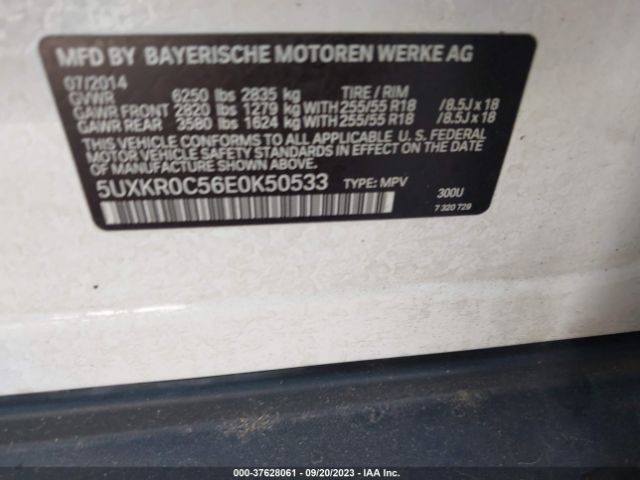 MFD BY BAYERISCHE MOTOREN WERKE AG
07/2014
GVWR 6250 lbs 2835 kg TIRE / RIM
GAWR FRONT 2820 lbs 1279 kg WITH 255/55 R18 /8.5J x 18
GAWR REAR 3580 lbs 1624 kg WITH 255/55 R18 /8.5J x 18
THIS VEHICLE CONFORMS TO ALL APPLICABLE U. S. FEDERAL
MOTOR VEHICLE SAFETY STANDARDS IN EFFECT ON THE
DATE OF MANUFACTURE SHOWN ABOVE.
5UXKR0C56E0K50533 TYPE: MPV 300U
7 320 729
000-37628061 - 09/20/2023 - COPART